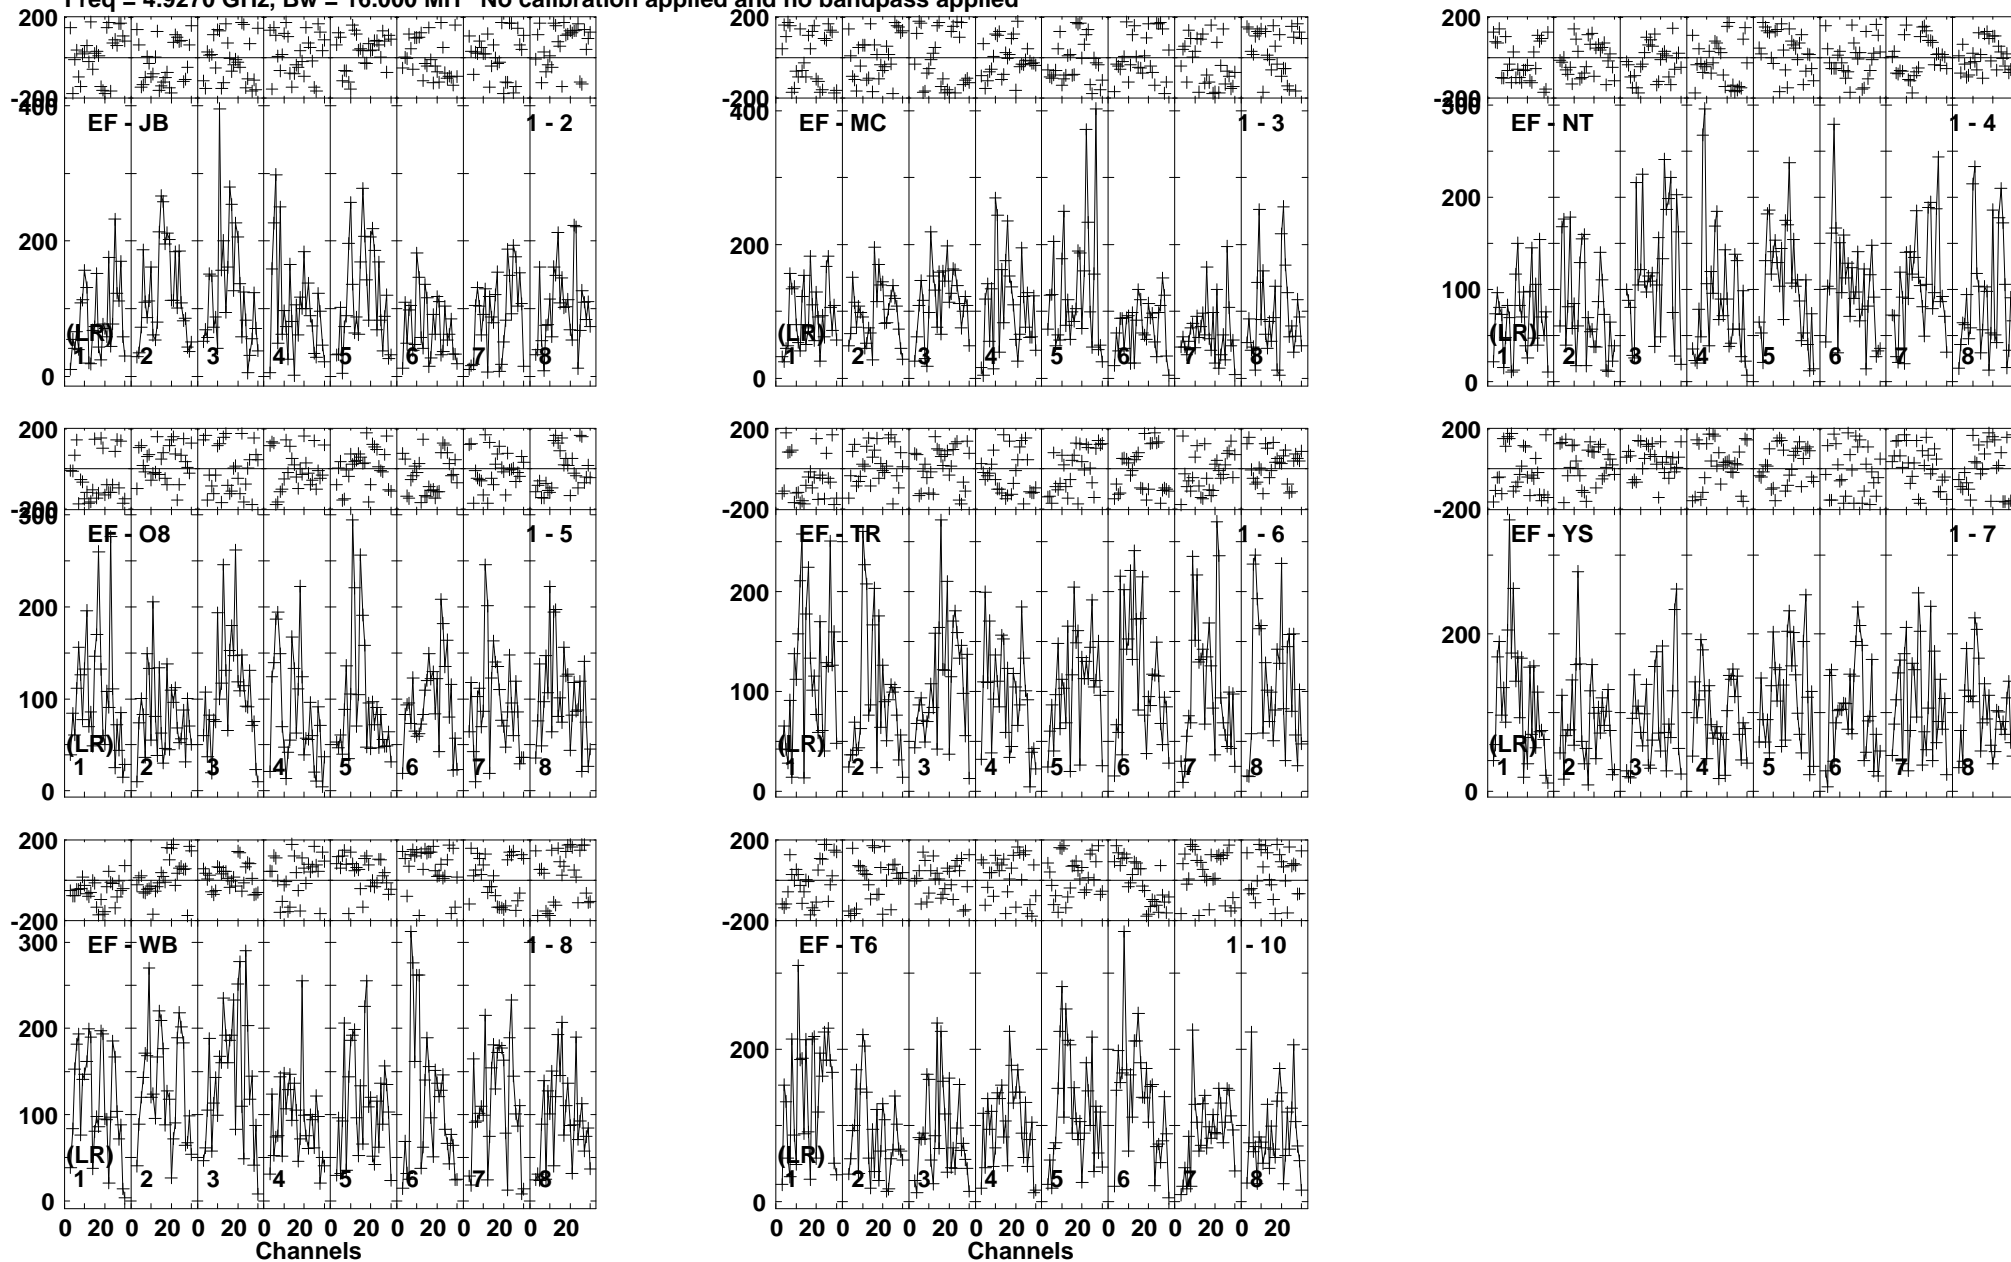 Freq = 4.9270 GHz, Bw = 16.000 MH No calibration applied and no bandpass applied
200 200 200
-200 -200 -200
400 400 300
EF - JB 1 - 2 EF - MC 1 - 3 EF - NT 1 - 4
200 200 200
100
(LR) (LR) (LR)
1 2 3 4 5 6 7 8 1 2 3 4 5 6 7 8 1 2 3 4 5 6 7 8
0 0 0
200 200 200
-200 -200 -200
300
EF - O8 1 - 5 EF - TR 1 - 6 EF - YS 1 - 7
200 200 200
100 100
(LR) (LR) (LR)
1 2 3 4 5 6 7 8 1 2 3 4 5 6 7 8 1 2 3 4 5 6 7 8
0 0 0
200 200
-200 -200
300
EF - WB 1 - 8 EF - T6 1 - 10
200 200
100
(LR) (LR)
1 2 3 4 5 6 7 8 1 2 3 4 5 6 7 8
0 0
0 20 0 20 0 20 0 20 0 20 0 20 0 20 0 20 0 20 0 20 0 20 0 20 0 20 0 20 0 20 0 20
Channels Channels